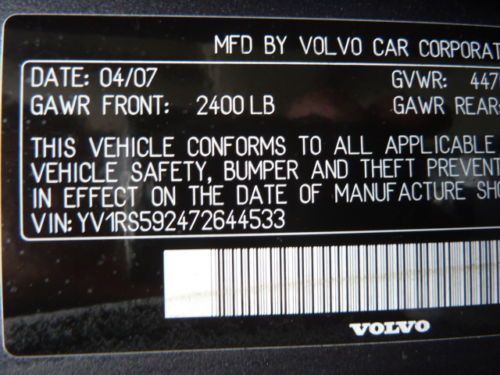 MFD BY VOLVO CAR CORPORAT
DATE: 04/07 GVWR: 447
GAWR FRONT: 2400 LB GAWR REAR
THIS VEHICLE CONFORMS TO ALL APPLICABLE
VEHICLE SAFETY, BUMPER AND THEFT PREVENT
IN EFFECT ON THE DATE OF MANUFACTURE SH
VIN: YV1RS592472644533
VOLVO